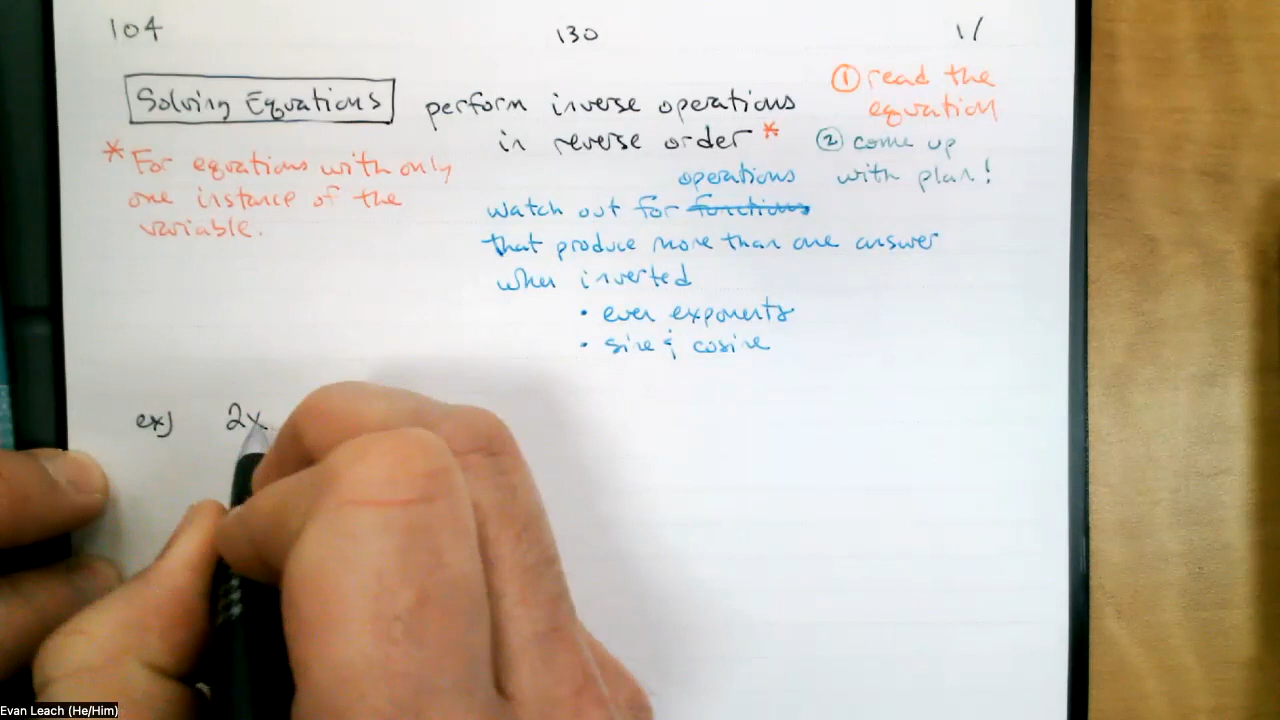 104 130 1/
Solving Equations perform inverse operations
in reverse order *
① read the
equation
② come up
with plan!
* For equations with only
one instance of the
variable.
operations
watch out for functions
that produce more than one answer
when inverted
• even exponents
• sine & cosine
ex) 2x
Evan Leach (He/Him)